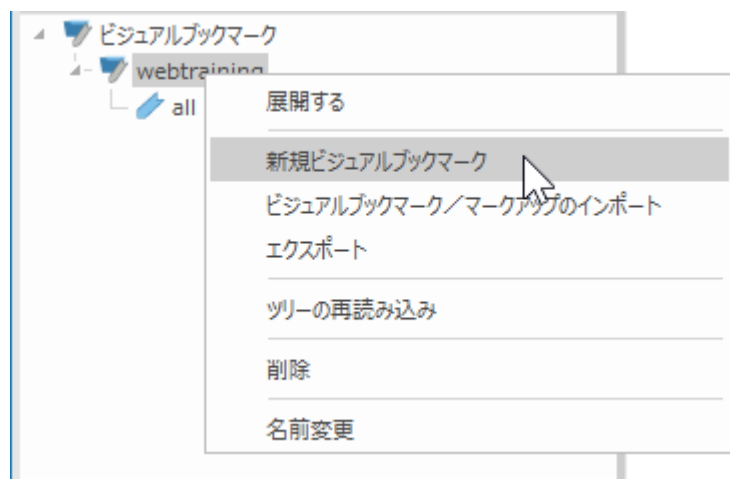 ビジュアルブックマーク
webtraining
all
展開する
新規ビジュアルブックマーク
ビジュアルブックマーク／マークアップのインポート
エクスポート
ツリーの再読み込み
削除
名前変更